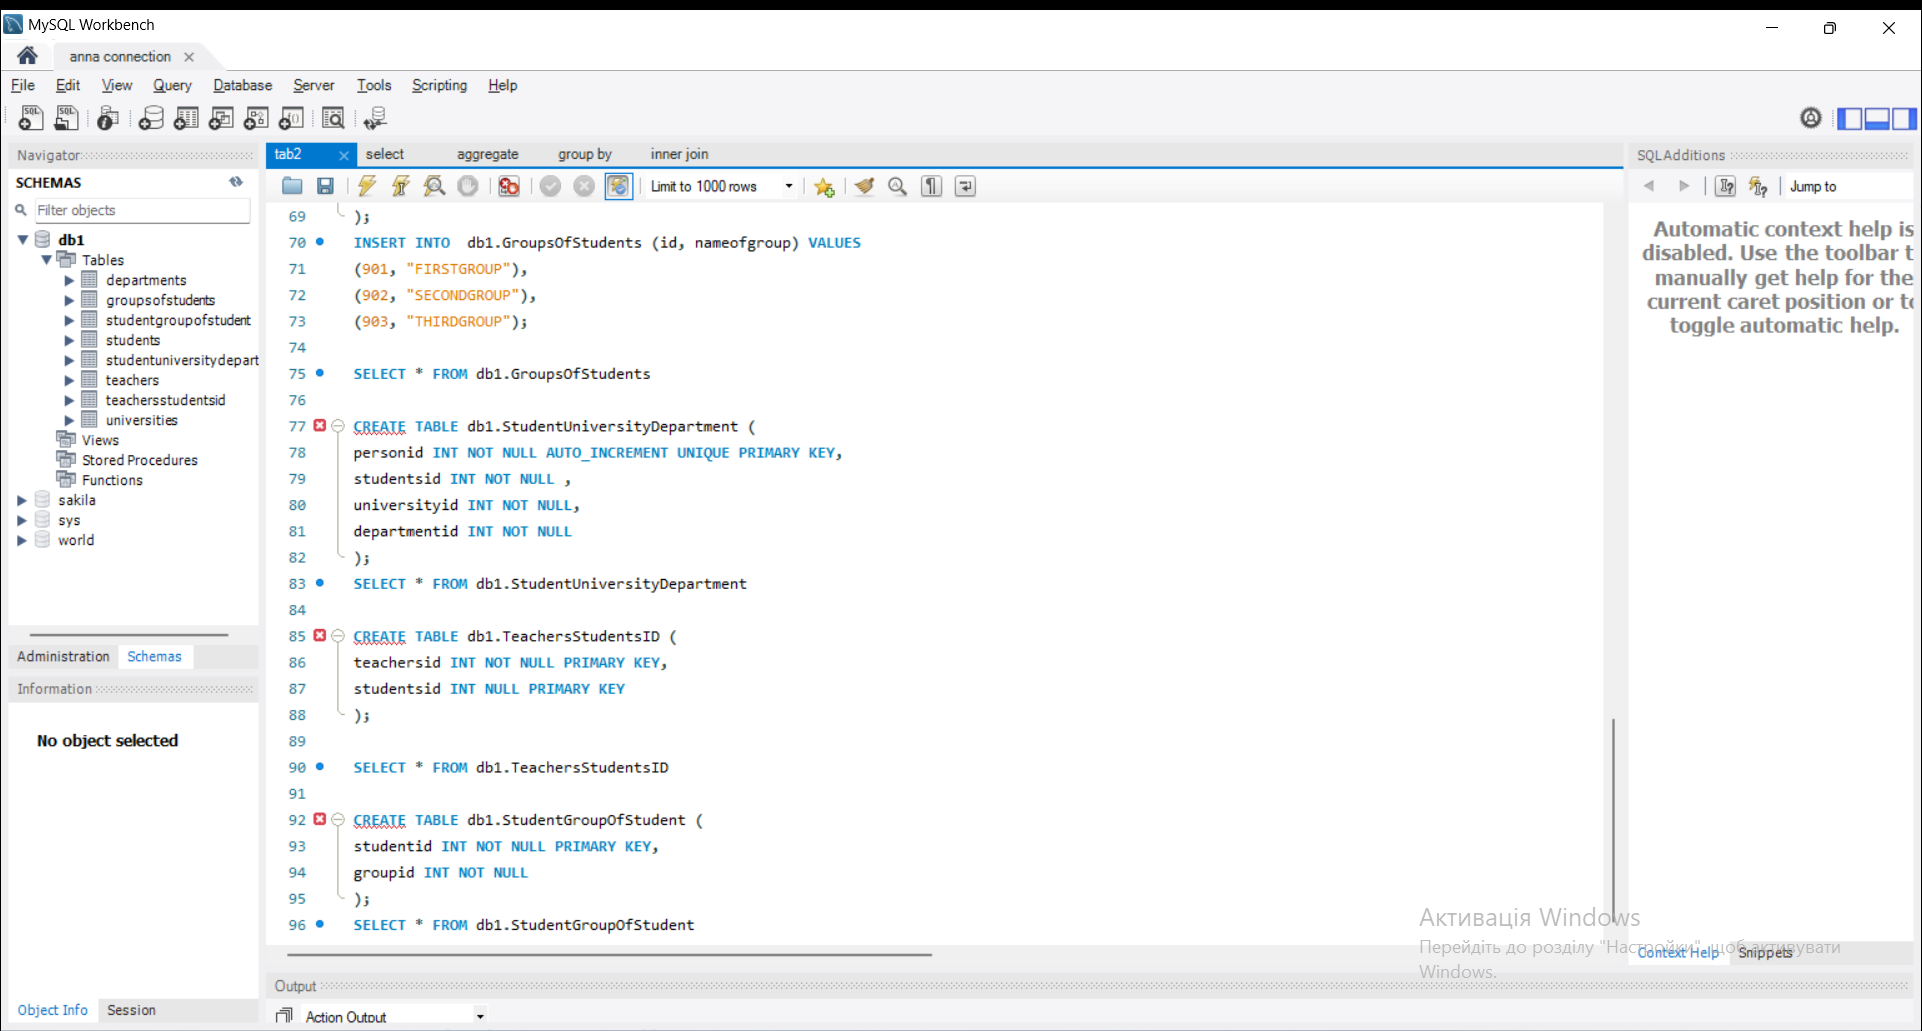 MySQL Workbench
anna connection
File Edit View Query Database Server Tools Scripting Help
Navigator
SCHEMAS
Filter objects
db1
Tables
departments
groupsofstudents
studentgroupofstudent
students
studentuniversitydepart
teachers
teachersstudentsid
universities
Views
Stored Procedures
Functions
sakila
sys
world
Administration Schemas
Information
No object selected
Object Info Session
tab2 select aggregate group by inner join
Limit to 1000 rows
69 );
70 INSERT INTO db1.GroupsOfStudents (id, nameofgroup) VALUES
71 (901, "FIRSTGROUP"),
72 (902, "SECONDGROUP"),
73 (903, "THIRDGROUP");
74
75 SELECT * FROM db1.GroupsOfStudents
76
77 CREATE TABLE db1.StudentUniversityDepartment (
78 personid INT NOT NULL AUTO_INCREMENT UNIQUE PRIMARY KEY,
79 studentsid INT NOT NULL ,
80 universityid INT NOT NULL,
81 departmentid INT NOT NULL
82 );
83 SELECT * FROM db1.StudentUniversityDepartment
84
85 CREATE TABLE db1.TeachersStudentsID (
86 teachersid INT NOT NULL PRIMARY KEY,
87 studentsid INT NULL PRIMARY KEY
88 );
89
90 SELECT * FROM db1.TeachersStudentsID
91
92 CREATE TABLE db1.StudentGroupOfStudent (
93 studentid INT NOT NULL PRIMARY KEY,
94 groupid INT NOT NULL
95 );
96 SELECT * FROM db1.StudentGroupOfStudent
Output
Action Output
SQLAdditions
Jump to
Automatic context help is
disabled. Use the toolbar t
manually get help for the
current caret position or to
toggle automatic help.
Context Help Snippets
Активація Windows
Перейдіть до розділу "Настройки", щоб активувати
Windows.